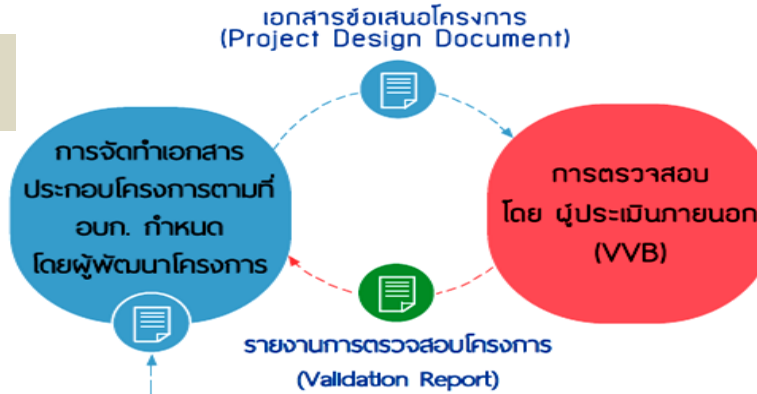 เอกสารข้อเสนอโครงการ
(Project Design Document)
การจัดทำเอกสาร
ประกอบโครงการตามที่
อบก. กำหนด
โดยผู้พัฒนาโครงการ
การตรวจสอบ
โดย ผู้ประเมินภายนอก
(VVB)
รายงานการตรวจสอบโครงการ
(Validation Report)